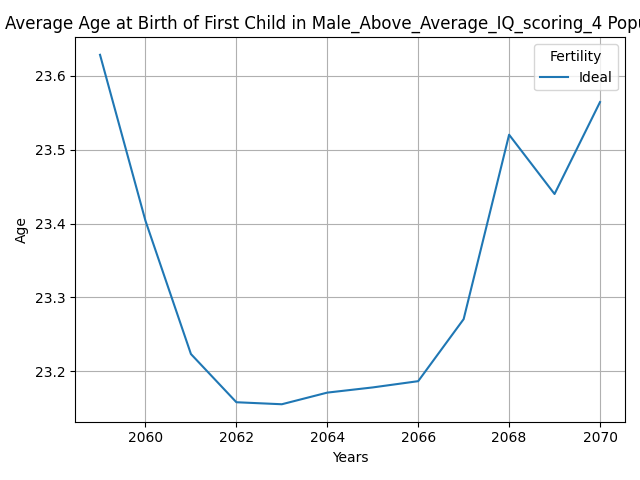 Average Age at Birth of First Child in Male_Above_Average_IQ_scoring_4 Popu
Fertility
Ideal
23.6
23.5
23.4
23.3
23.2
Age
2060 2062 2064 2066 2068 2070
Years